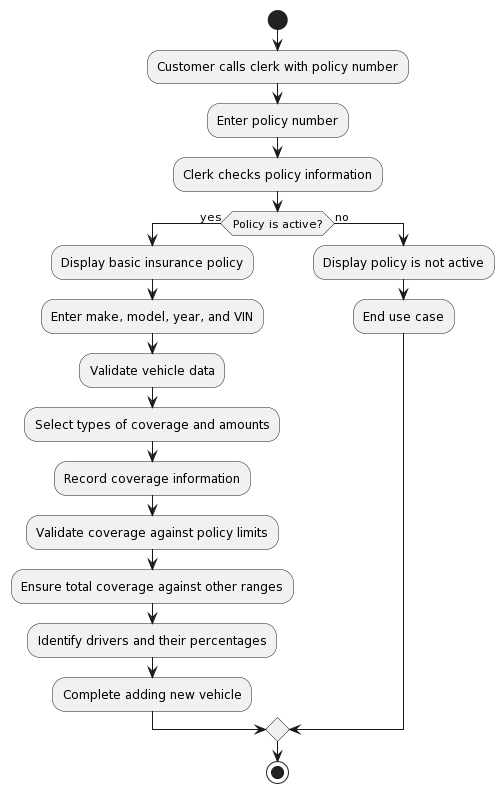 Customer calls clerk with policy number
Enter policy number
Clerk checks policy information
yes
Policy is active?
no
Display basic insurance policy
Display policy is not active
Enter make, model, year, and VIN
End use case
Validate vehicle data
Select types of coverage and amounts
Record coverage information
Validate coverage against policy limits
Ensure total coverage against other ranges
Identify drivers and their percentages
Complete adding new vehicle